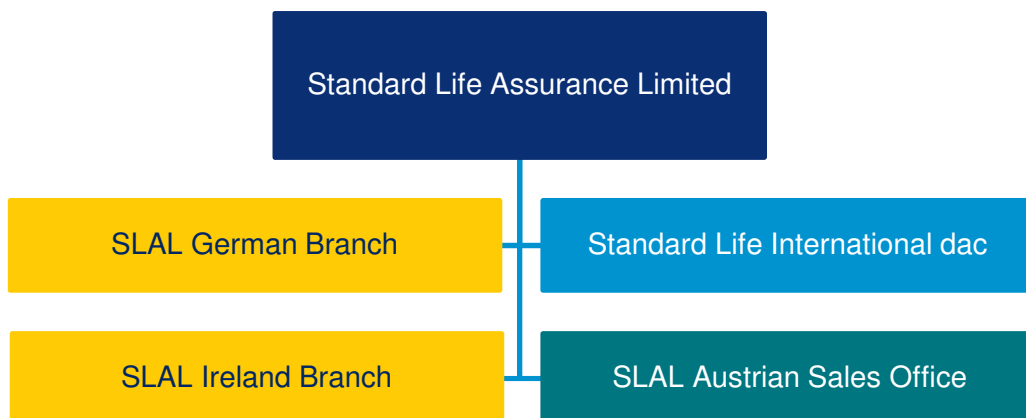 Standard Life Assurance Limited
SLAL German Branch
Standard Life International dac
SLAL Ireland Branch
SLAL Austrian Sales Office